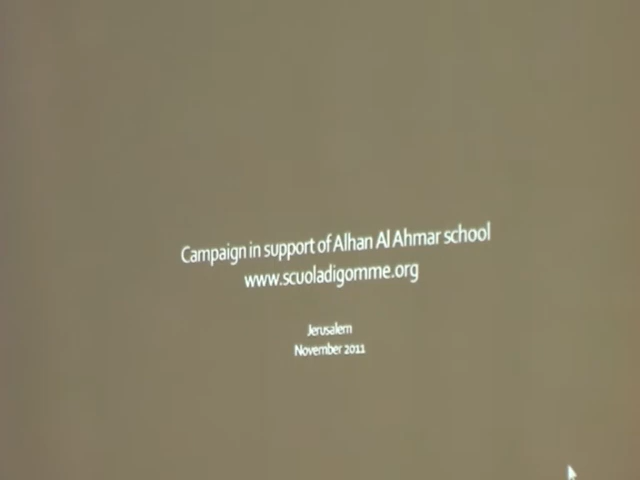 Campaign in support of Alhan Al Ahmar school
www.scuoladigomme.org
Jerusalem
November 2011